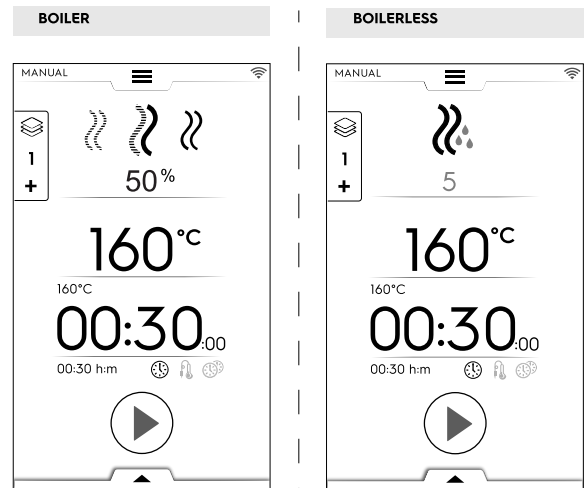 BOILER
MANUAL
1
+
50%
160°C
160°C
00:30:00
00:30 h:m
BOILERLESS
MANUAL
1
+
5
160°C
160°C
00:30:00
00:30 h:m